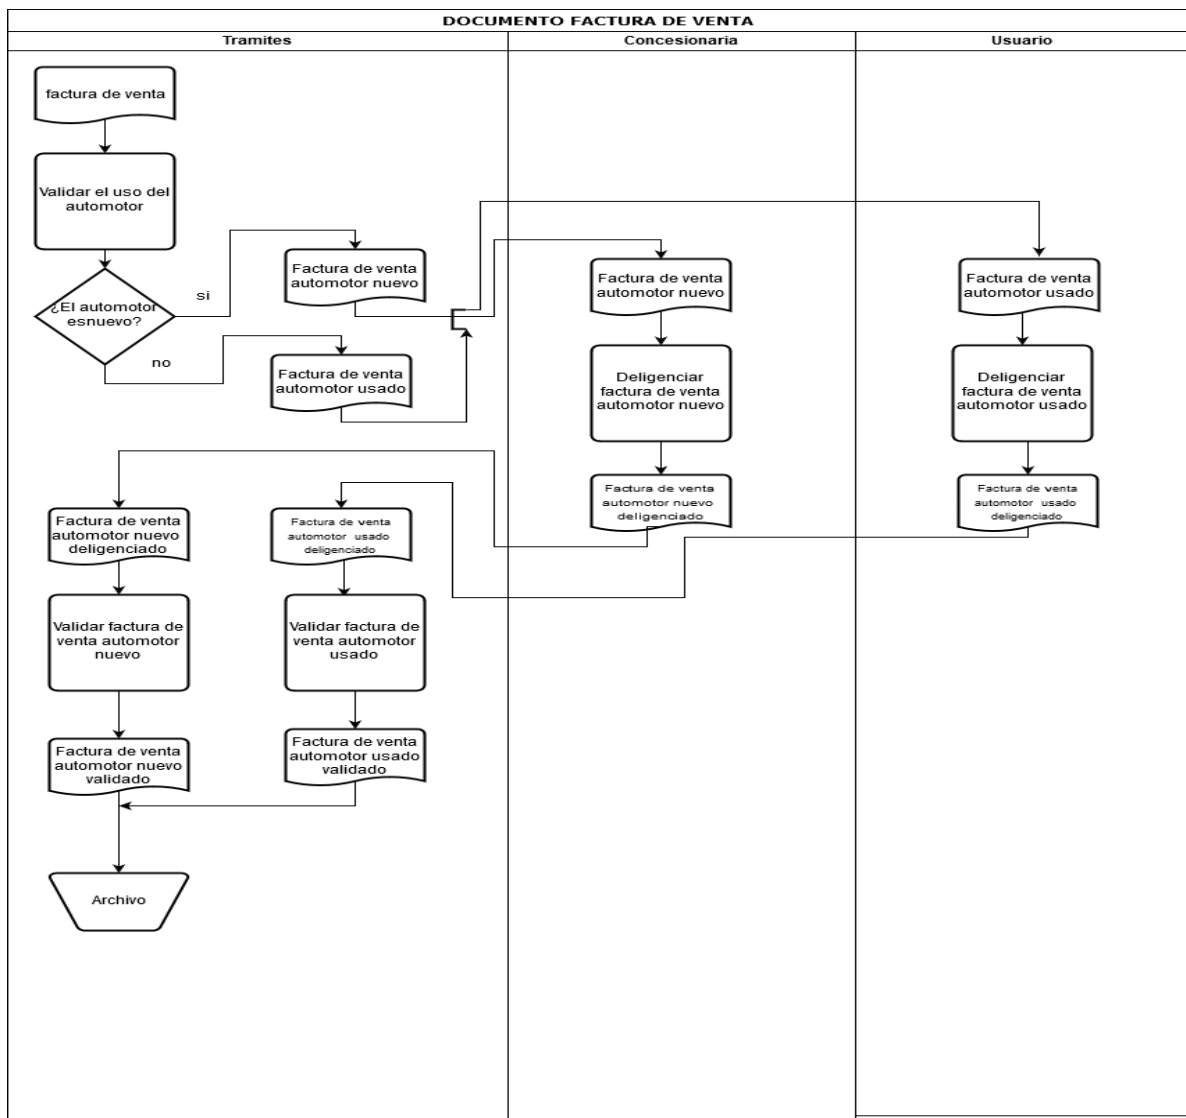 DOCUMENTO FACTURA DE VENTA
Tramites
Concesionaria
Usuario
factura de venta
Validar el uso del
automotor
¿El automotor
esnuevo?
si
no
Factura de venta
automotor nuevo
Factura de venta
automotor usado
Factura de venta
automotor nuevo
Deligenciar
factura de venta
automotor nuevo
Factura de venta
automotor nuevo
deligenciado
Factura de venta
automotor usado
Deligenciar
factura de venta
automotor usado
Factura de venta
automotor usado
deligenciado
Factura de venta
automotor nuevo
deligenciado
Validar factura de
venta automotor
nuevo
Factura de venta
automotor nuevo
validado
Factura de venta
automotor usado
deligenciado
Validar factura de
venta automotor
usado
Factura de venta
automotor usado
validado
Archivo